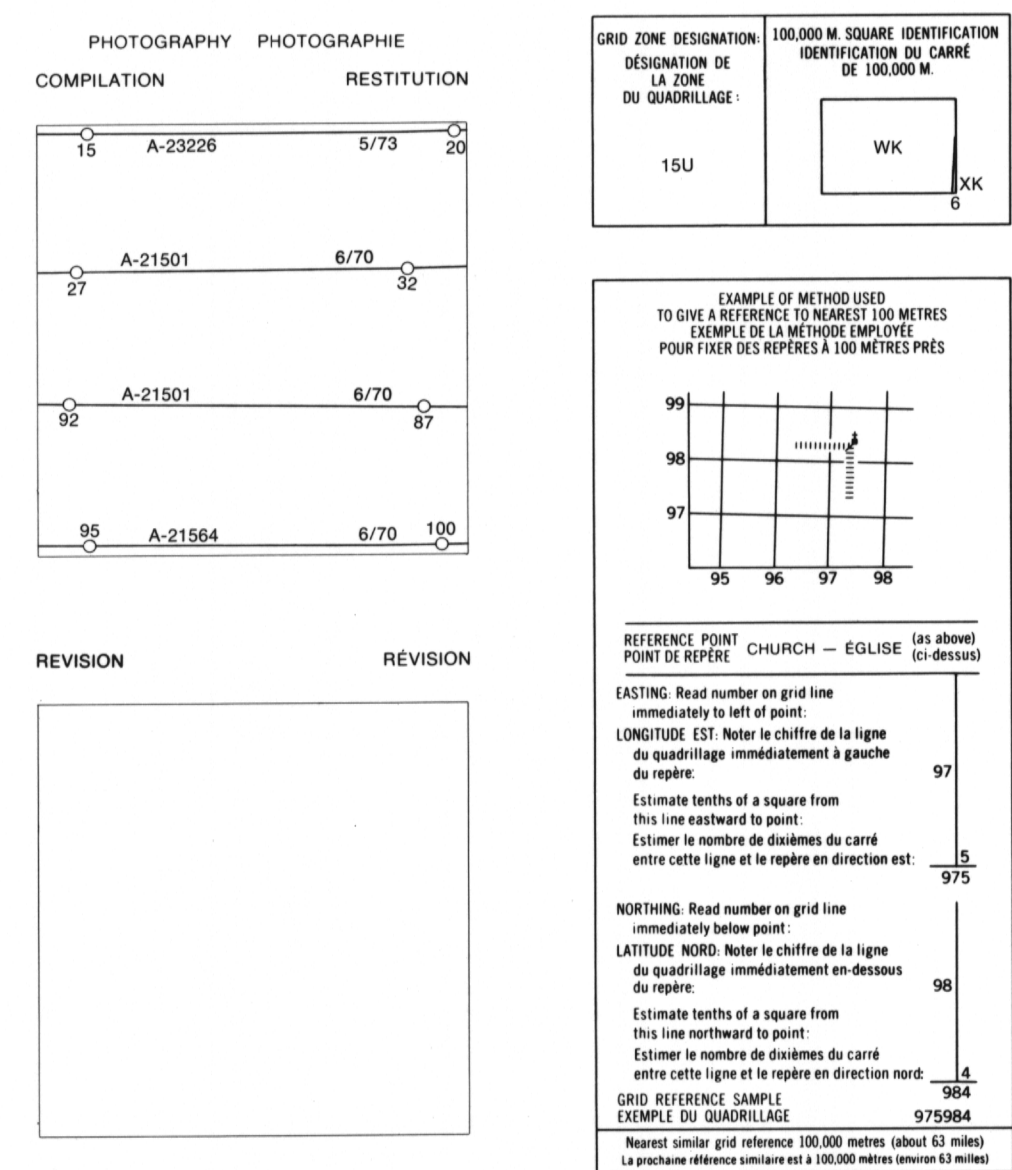 PHOTOGRAPHY PHOTOGRAPHIE
COMPILATION RESTITUTION
15 A-23226 5/73 20
A-21501 6/70
27 32
A-21501 6/70
92 87
95 A-21564 6/70 100
REVISION RÉVISION
GRID ZONE DESIGNATION:
DÉSIGNATION DE
LA ZONE
DU QUADRILLAGE :
15U
100,000 M. SQUARE IDENTIFICATION
IDENTIFICATION DU CARRÉ
DE 100,000 M.
WK
XK
6
EXAMPLE OF METHOD USED
TO GIVE A REFERENCE TO NEAREST 100 METRES
EXEMPLE DE LA MÉTHODE EMPLOYÉE
POUR FIXER DES REPÈRES À 100 MÈTRES PRÈS
99
98
97
95 96 97 98
REFERENCE POINT
POINT DE REPÈRE
CHURCH — ÉGLISE
(as above)
(ci-dessus)
EASTING: Read number on grid line
immediately to left of point:
LONGITUDE EST: Noter le chiffre de la ligne
du quadrillage immédiatement à gauche
du repère: 97
Estimate tenths of a square from
this line eastward to point:
Estimer le nombre de dixièmes du carré
entre cette ligne et le repère en direction est: 5
975
NORTHING: Read number on grid line
immediately below point:
LATITUDE NORD: Noter le chiffre de la ligne
du quadrillage immédiatement en-dessous
du repère: 98
Estimate tenths of a square from
this line northward to point:
Estimer le nombre de dixièmes du carré
entre cette ligne et le repère en direction nord: 4
984
GRID REFERENCE SAMPLE
EXEMPLE DU QUADRILLAGE 975984
Nearest similar grid reference 100,000 metres (about 63 miles)
La prochaine référence similaire est à 100,000 mètres (environ 63 milles)